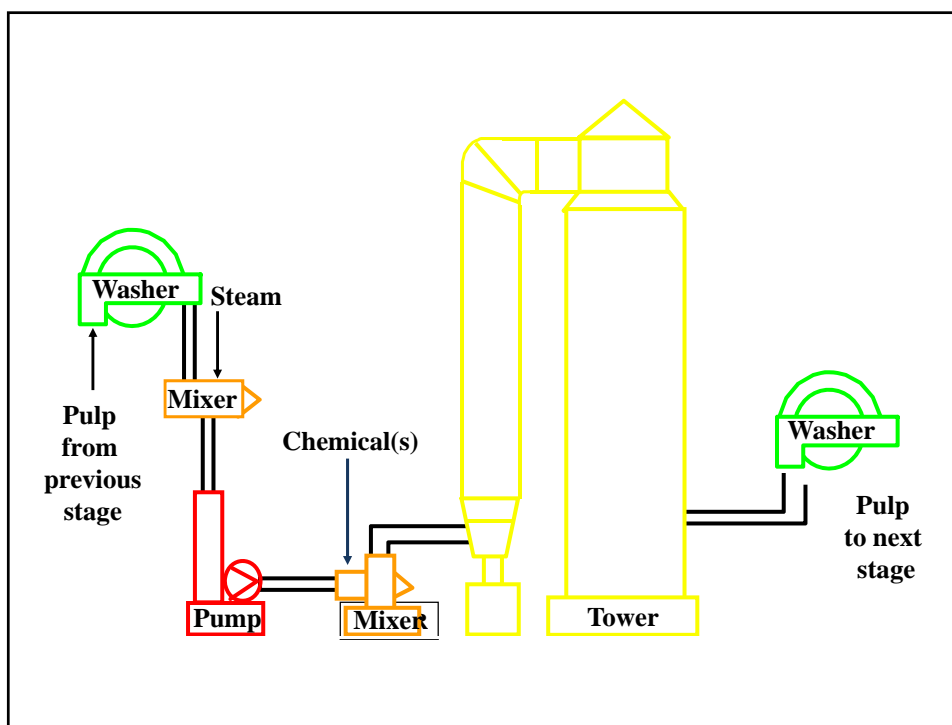 Washer
Steam
Mixer
Pulp
from
previous
stage
Chemical(s)
Washer
Pulp
to next
stage
Pump
Mixer
Tower